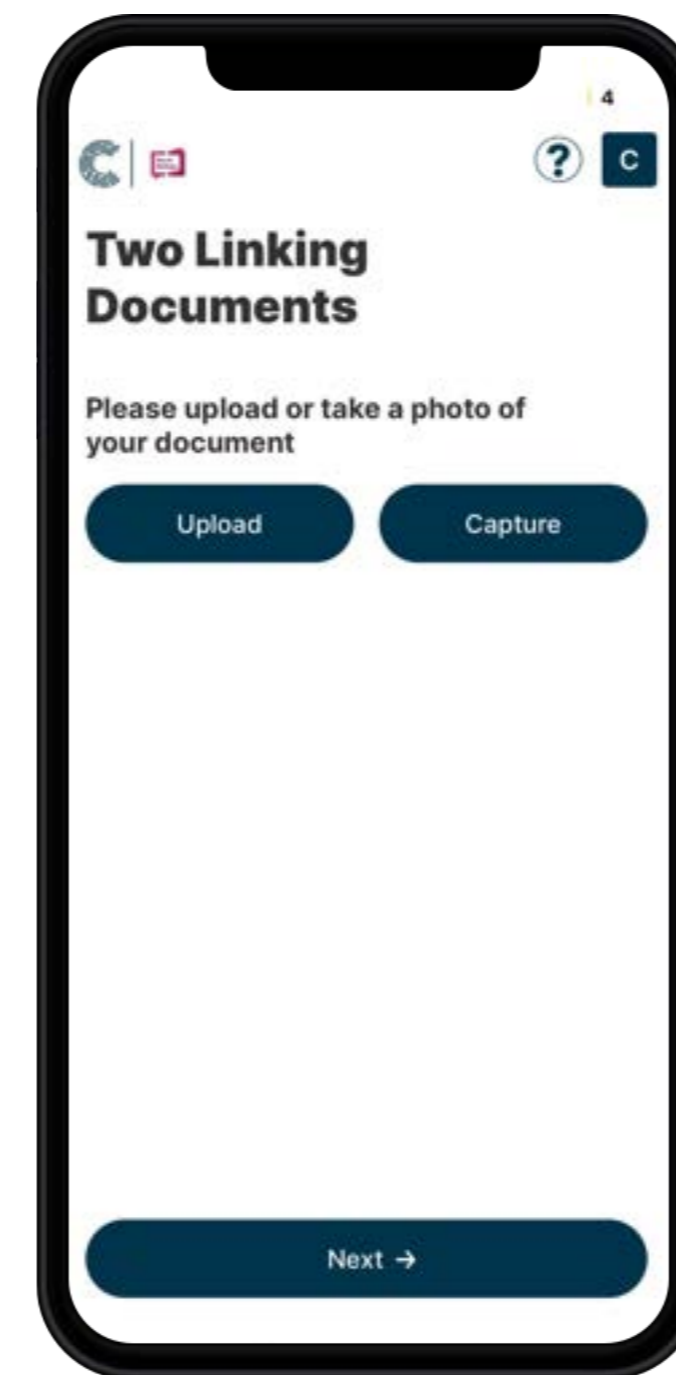 4
? C
Two Linking
Documents
Please upload or take a photo of
your document
Upload Capture
Next →